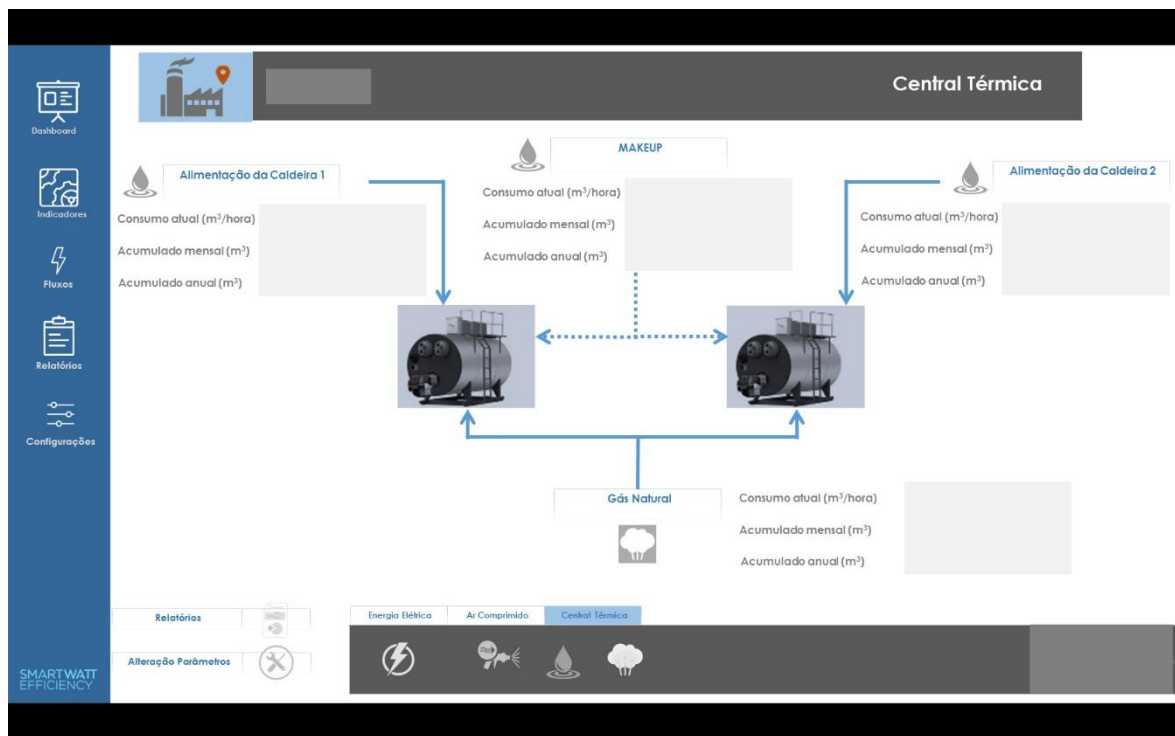 Central Térmica
Dashboard
Indicadores
Fluxos
Relatórios
Configurações
SMARTWATT
EFFICIENCY
Alimentação da Caldeira 1
Consumo atual (m³/hora)
Acumulado mensal (m³)
Acumulado anual (m³)
MAKEUP
Consumo atual (m³/hora)
Acumulado mensal (m³)
Acumulado anual (m³)
Alimentação da Caldeira 2
Consumo atual (m³/hora)
Acumulado mensal (m³)
Acumulado anual (m³)
Gás Natural
Consumo atual (m³/hora)
Acumulado mensal (m³)
Acumulado anual (m³)
Relatórios
Alteração Parâmetros
Energia Elétrica
Ar Comprimido
Central Térmica